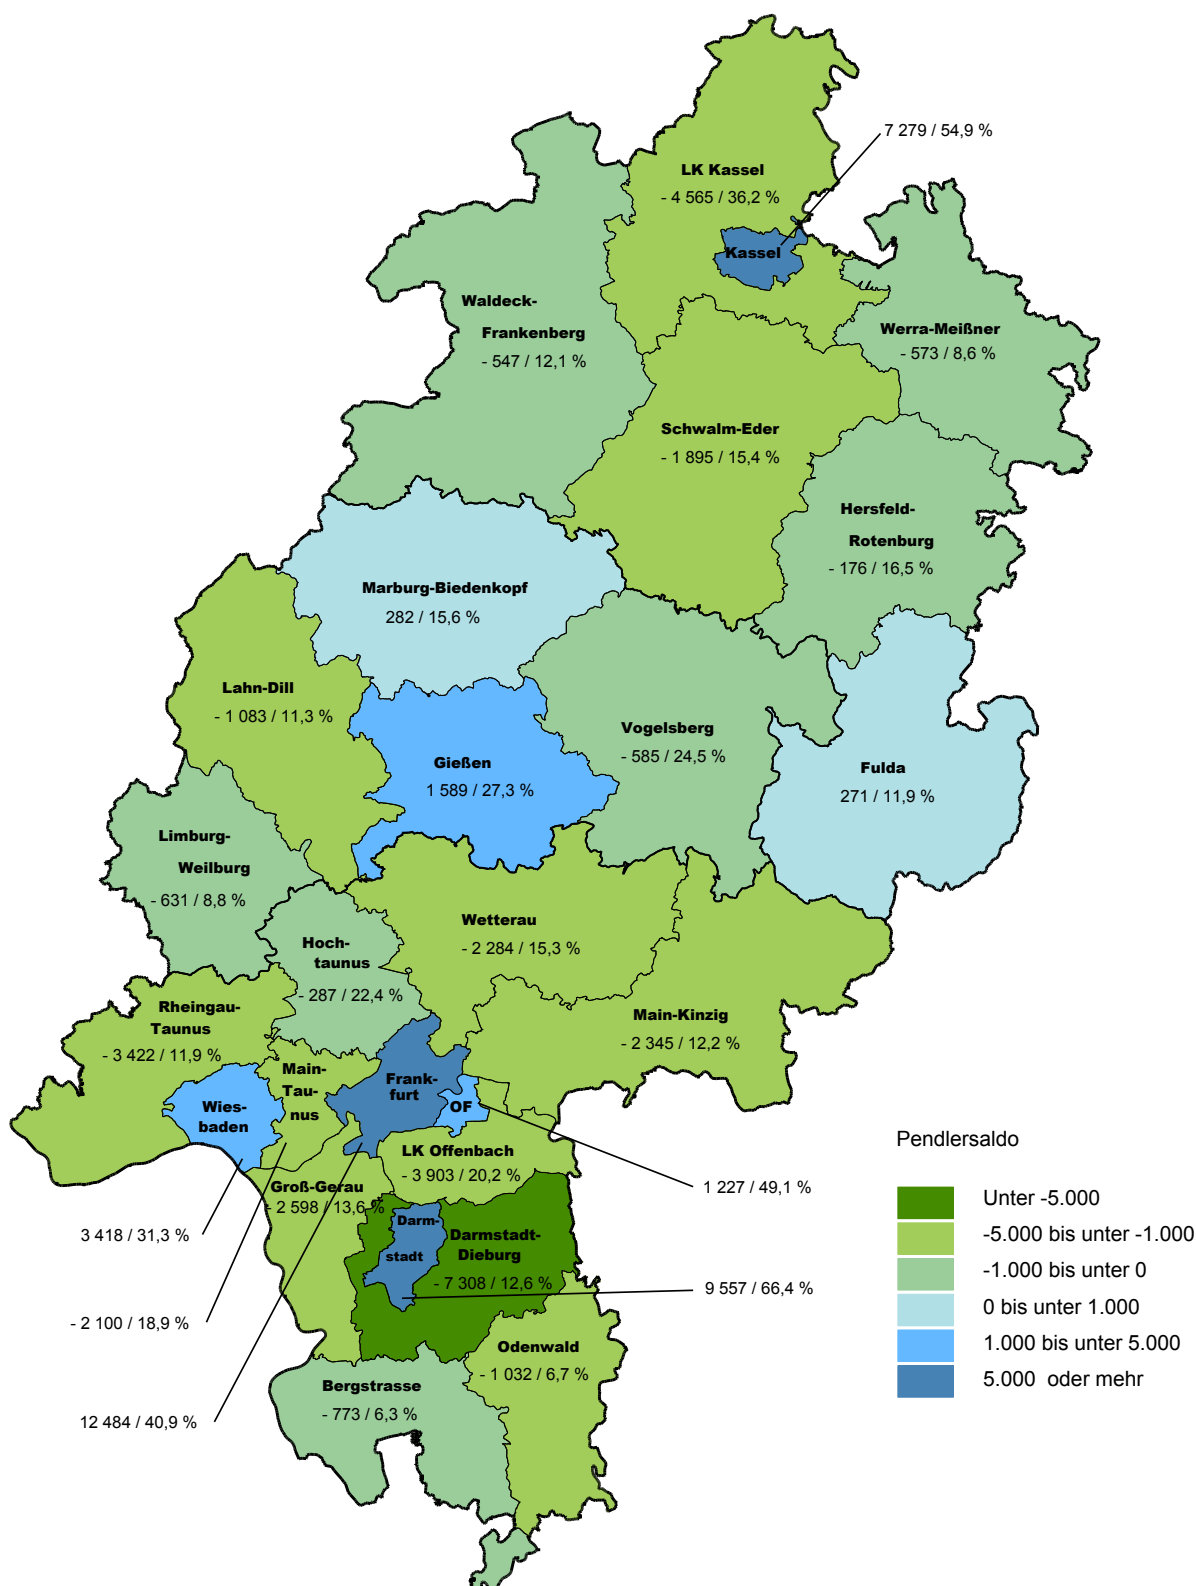 7 279 / 54,9 %
LK Kassel
- 4 565 / 36,2 %
Kassel
Waldeck-
Frankenberg
- 547 / 12,1 %
Werra-Meißner
- 573 / 8,6 %
Schwalm-Eder
- 1 895 / 15,4 %
Hersfeld-
Rotenburg
- 176 / 16,5 %
Marburg-Biedenkopf
282 / 15,6 %
Lahn-Dill
- 1 083 / 11,3 %
Vogelsberg
- 585 / 24,5 %
Gießen
1 589 / 27,3 %
Fulda
271 / 11,9 %
Limburg-
Weilburg
- 631 / 8,8 %
Wetterau
- 2 284 / 15,3 %
Hoch-
taunus
- 287 / 22,4 %
Rheingau-
Taunus
- 3 422 / 11,9 %
Main-Kinzig
- 2 345 / 12,2 %
Main-
Tau-
nus
Frank-
furt
Wies-
baden
OF
LK Offenbach
- 3 903 / 20,2 %
Groß-Gerau
- 2 598 / 13,6 %
1 227 / 49,1 %
3 418 / 31,3 %
Darm-
stadt
Darmstadt-
Dieburg
- 7 308 / 12,6 %
9 557 / 66,4 %
- 2 100 / 18,9 %
Odenwald
- 1 032 / 6,7 %
Bergstrasse
- 773 / 6,3 %
12 484 / 40,9 %
Pendlersaldo
Unter -5.000
-5.000 bis unter -1.000
-1.000 bis unter 0
0 bis unter 1.000
1.000 bis unter 5.000
5.000 oder mehr